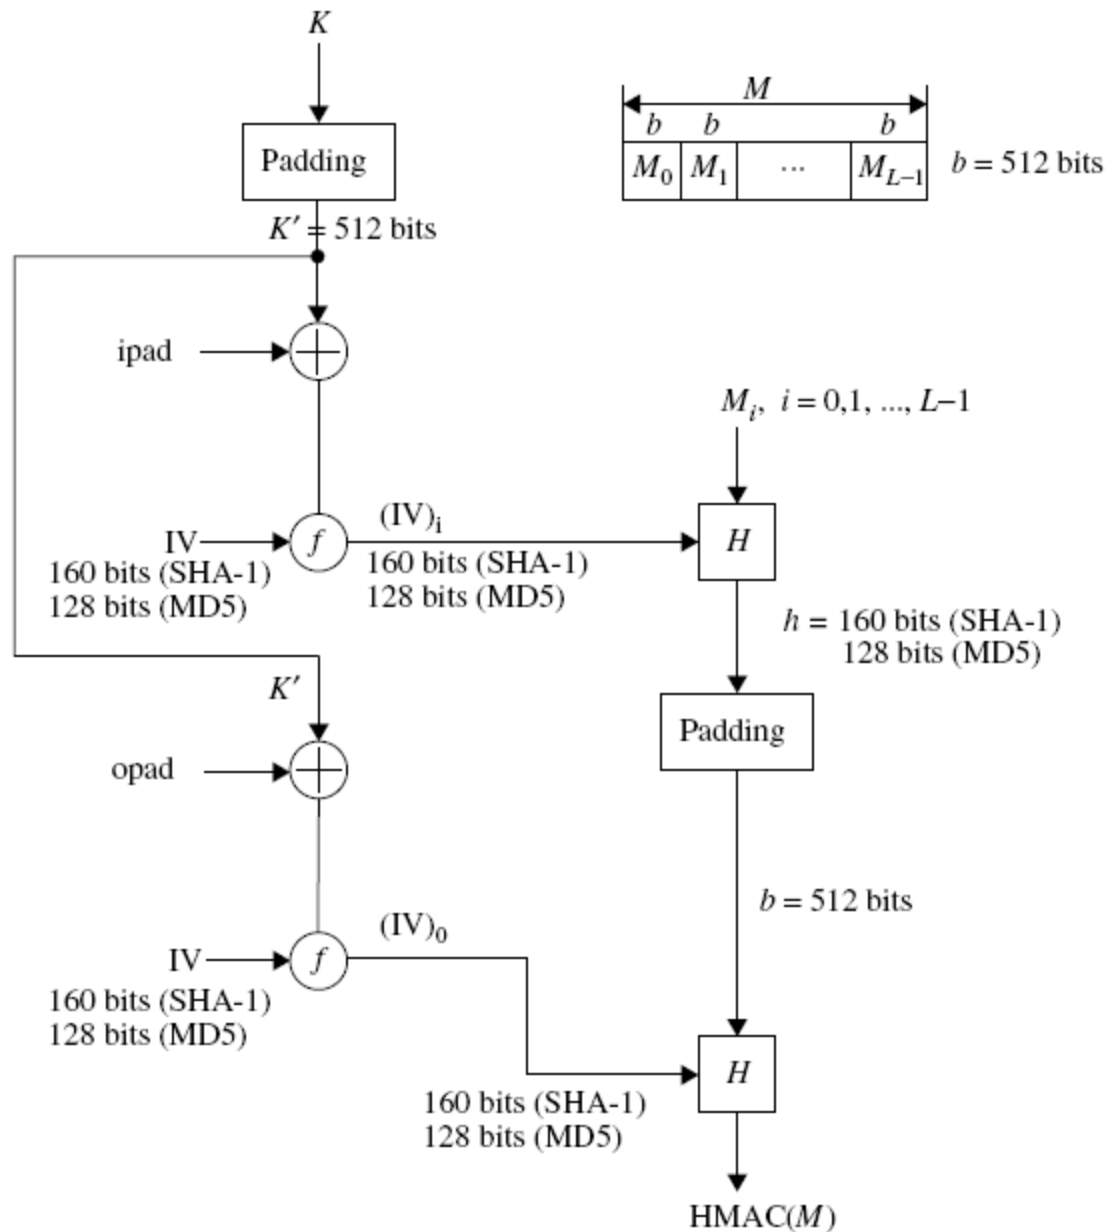 K
M
b b b
Padding
M₀ M₁ ... M_{L–1} b = 512 bits
K′ = 512 bits
ipad
Mᵢ, i = 0,1, ..., L–1
(IV)ᵢ
IV f H
160 bits (SHA-1)
128 bits (MD5)
160 bits (SHA-1)
128 bits (MD5)
h = 160 bits (SHA-1)
128 bits (MD5)
K′
Padding
opad
b = 512 bits
(IV)₀
IV f
160 bits (SHA-1)
128 bits (MD5)
H
160 bits (SHA-1)
128 bits (MD5)
HMAC(M)